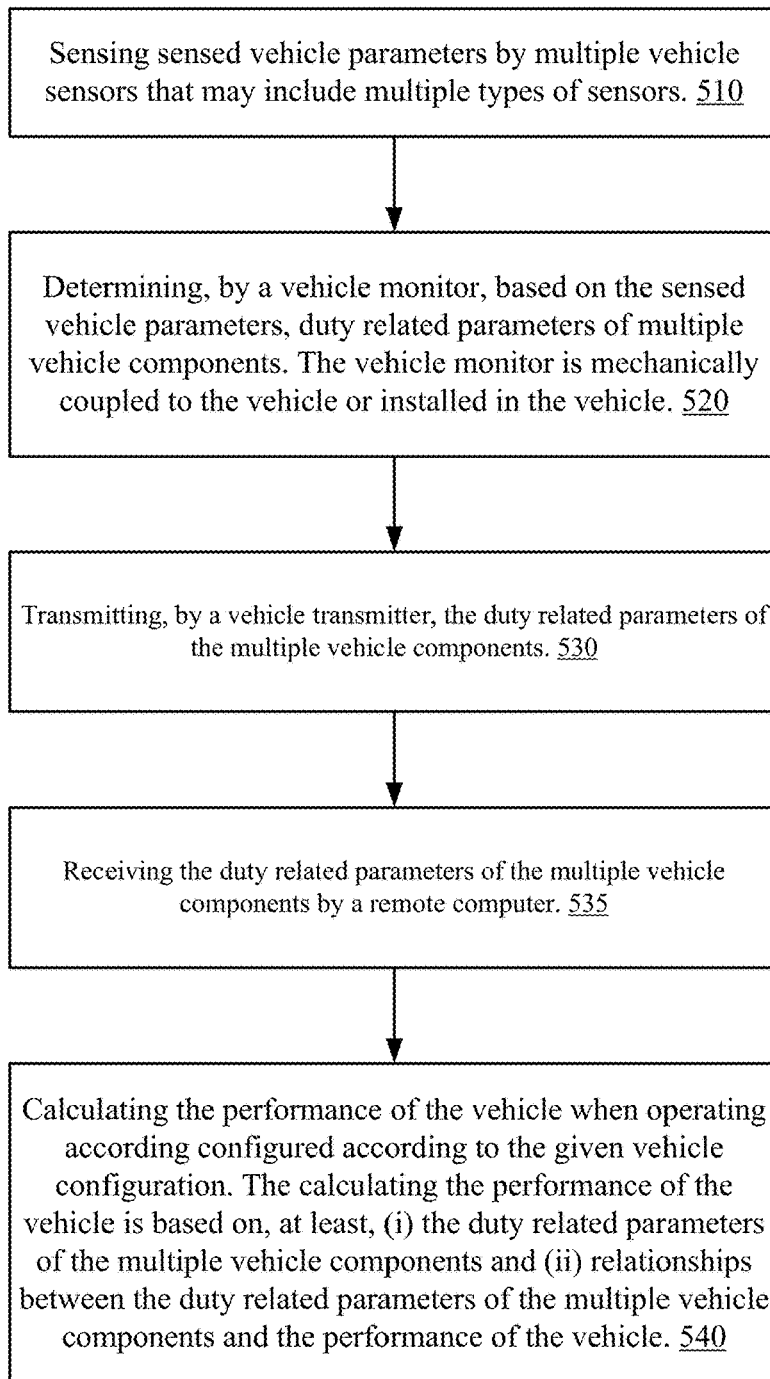 Sensing sensed vehicle parameters by multiple vehicle
sensors that may include multiple types of sensors. 510
Determining, by a vehicle monitor, based on the sensed
vehicle parameters, duty related parameters of multiple
vehicle components. The vehicle monitor is mechanically
coupled to the vehicle or installed in the vehicle. 520
Transmitting, by a vehicle transmitter, the duty related parameters of
the multiple vehicle components. 530
Receiving the duty related parameters of the multiple vehicle
components by a remote computer. 535
Calculating the performance of the vehicle when operating
according configured according to the given vehicle
configuration. The calculating the performance of the
vehicle is based on, at least, (i) the duty related parameters
of the multiple vehicle components and (ii) relationships
between the duty related parameters of the multiple vehicle
components and the performance of the vehicle. 540